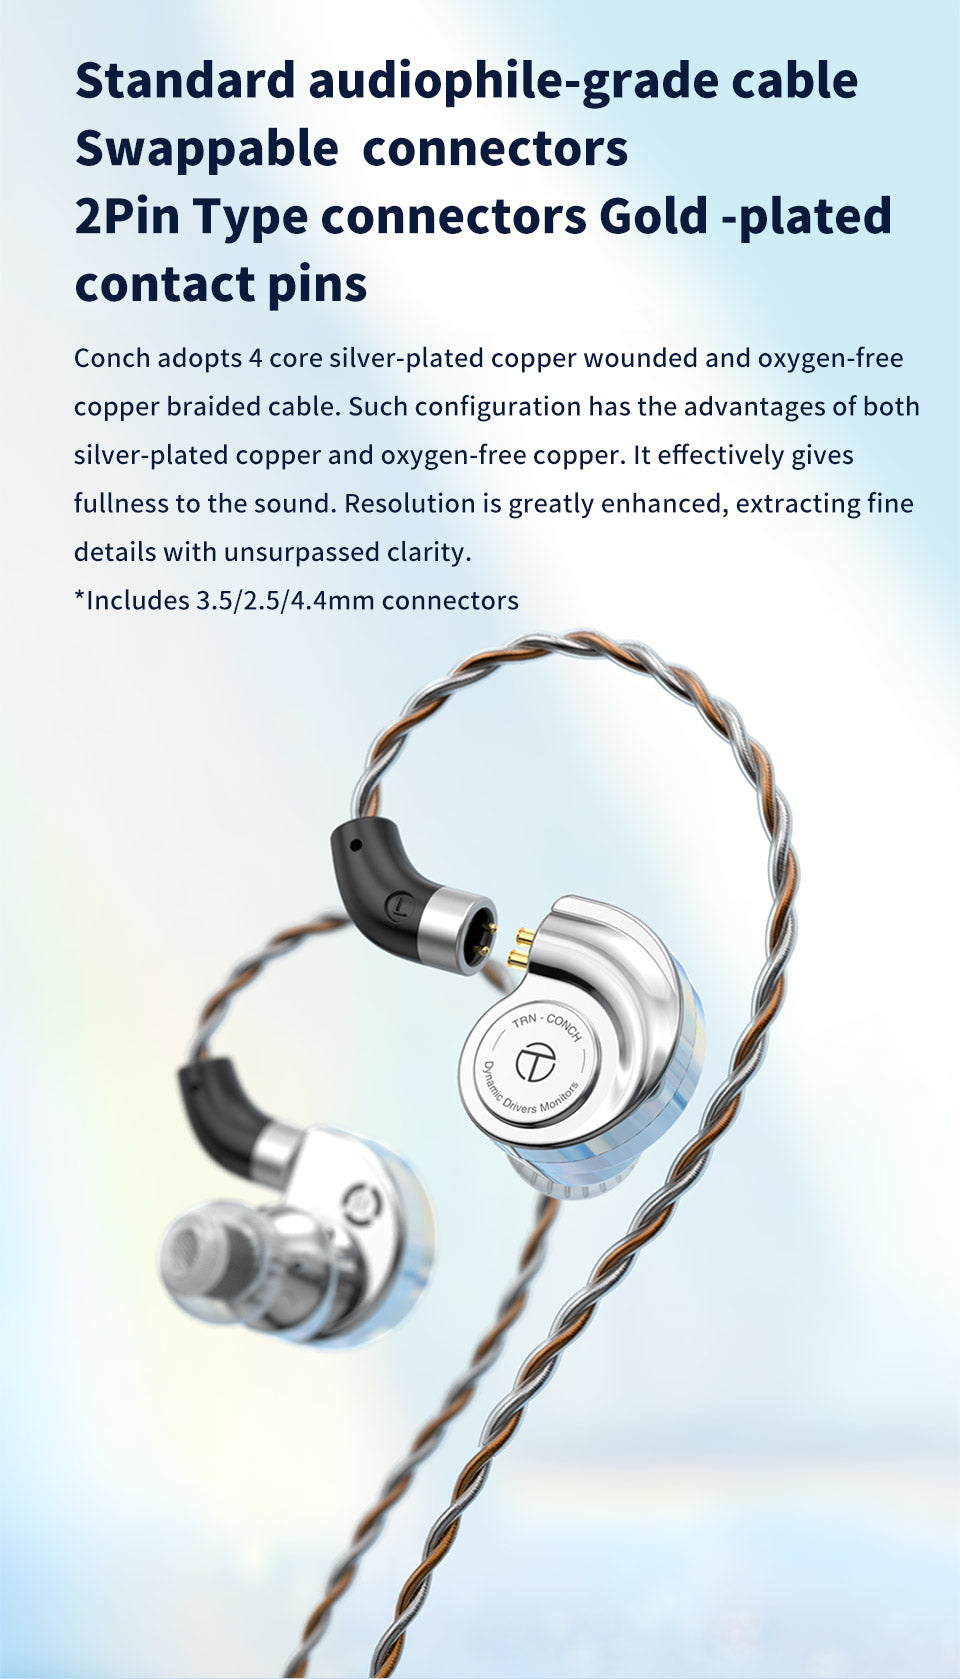 Standard audiophile-grade cable
Swappable connectors
2Pin Type connectors Gold -plated
contact pins
Conch adopts 4 core silver-plated copper wounded and oxygen-free
copper braided cable. Such configuration has the advantages of both
silver-plated copper and oxygen-free copper. It effectively gives
fullness to the sound. Resolution is greatly enhanced, extracting fine
details with unsurpassed clarity.
*Includes 3.5/2.5/4.4mm connectors
L
TRN - CONCH
Dynamic Drivers Monitors